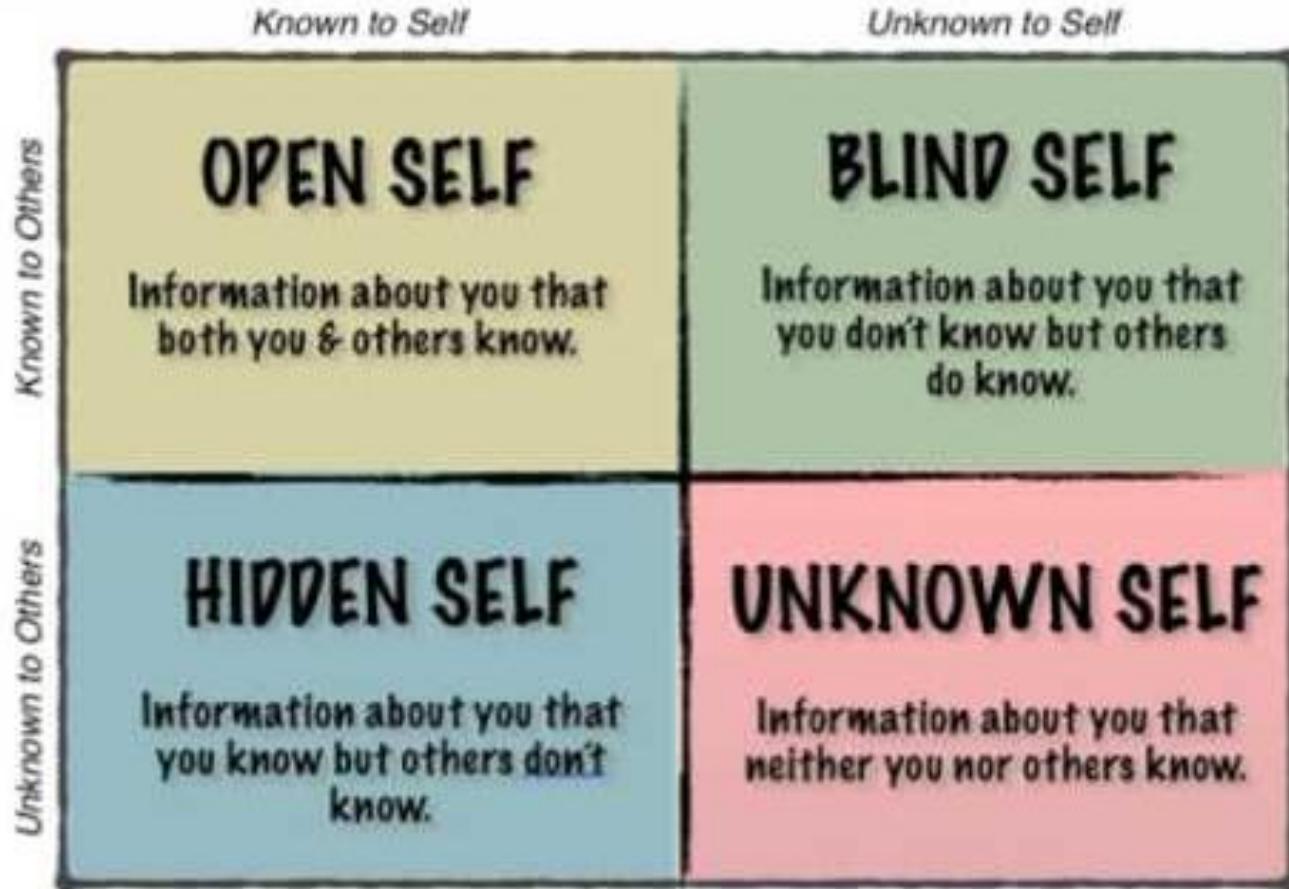 Known to Self
Unknown to Self
Known to Others
OPEN SELF
Information about you that
both you & others know.
BLIND SELF
Information about you that
you don't know but others
do know.
Unknown to Others
HIDDEN SELF
Information about you that
you know but others don't
know.
UNKNOWN SELF
Information about you that
neither you nor others know.